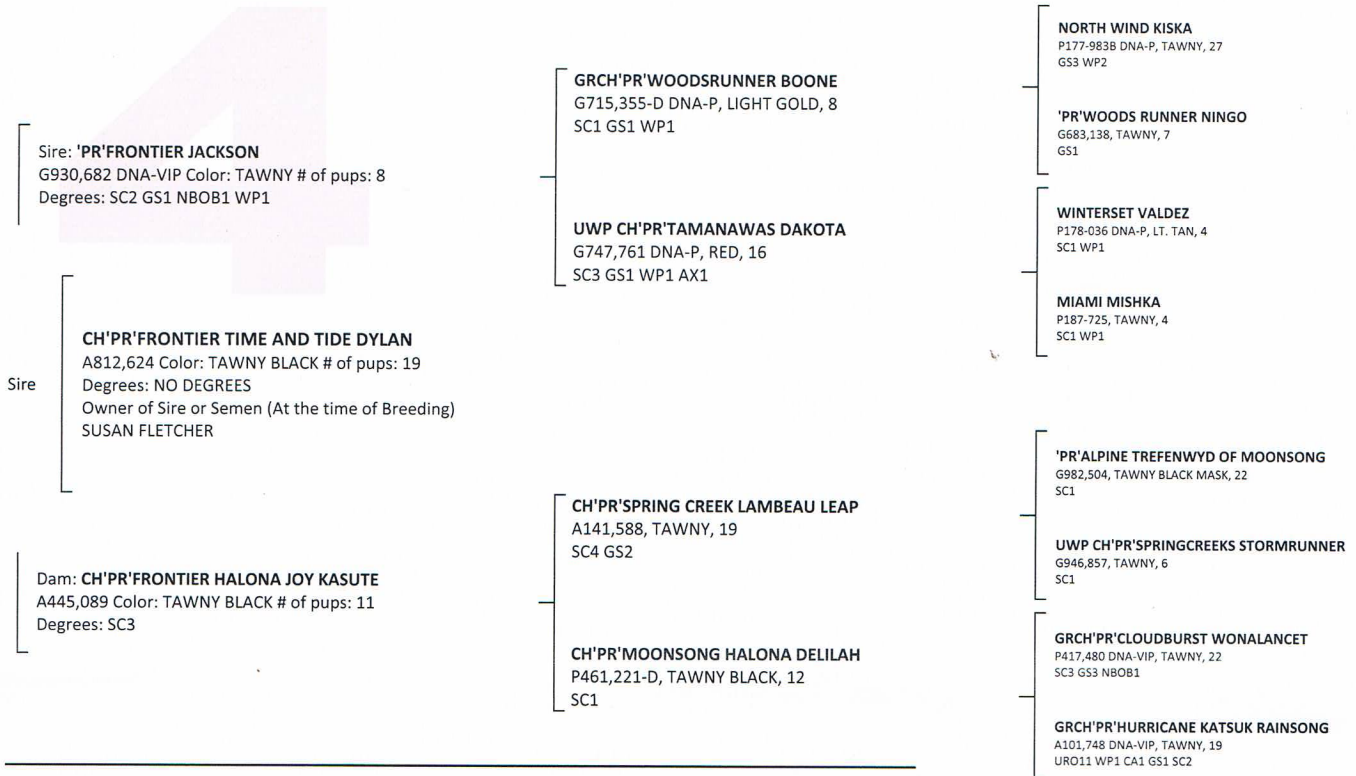 4
Sire: 'PR'FRONTIER JACKSON
G930,682 DNA-VIP Color: TAWNY # of pups: 8
Degrees: SC2 GS1 NBOB1 WP1
Sire
CH'PR'FRONTIER TIME AND TIDE DYLAN
A812,624 Color: TAWNY BLACK # of pups: 19
Degrees: NO DEGREES
Owner of Sire or Semen (At the time of Breeding)
SUSAN FLETCHER
Dam: CH'PR'FRONTIER HALONA JOY KASUTE
A445,089 Color: TAWNY BLACK # of pups: 11
Degrees: SC3
GRCH'PR'WOODSRUNNER BOONE
G715,355-D DNA-P, LIGHT GOLD, 8
SC1 GS1 WP1
UWP CH'PR'TAMANAWAS DAKOTA
G747,761 DNA-P, RED, 16
SC3 GS1 WP1 AX1
CH'PR'SPRING CREEK LAMBEAU LEAP
A141,588, TAWNY, 19
SC4 GS2
CH'PR'MOONSONG HALONA DELILAH
P461,221-D, TAWNY BLACK, 12
SC1
NORTH WIND KISKA
P177-983B DNA-P, TAWNY, 27
GS3 WP2
'PR'WOODS RUNNER NINGO
G683,138, TAWNY, 7
GS1
WINTERSET VALDEZ
P178-036 DNA-P, LT. TAN, 4
SC1 WP1
MIAMI MISHKA
P187-725, TAWNY, 4
SC1 WP1
'PR'ALPINE TREFENWYD OF MOONSONG
G982,504, TAWNY BLACK MASK, 22
SC1
UWP CH'PR'SPRINGCREEKS STORMRUNNER
G946,857, TAWNY, 6
SC1
GRCH'PR'CLOUDBURST WONALANCET
P417,480 DNA-VIP, TAWNY, 22
SC3 GS3 NBOB1
GRCH'PR'HURRICANE KATSUK RAINSONG
A101,748 DNA-VIP, TAWNY, 19
URO11 WP1 CA1 GS1 SC2